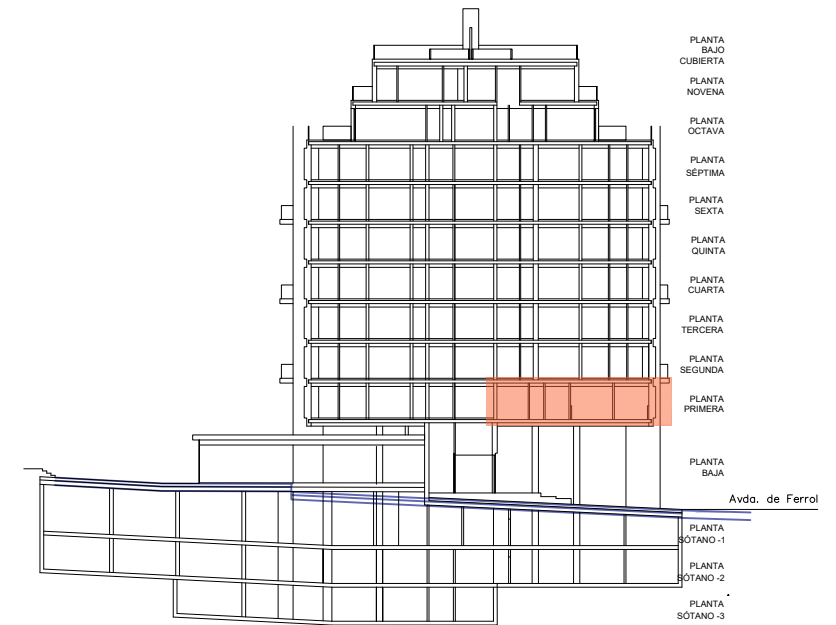 PLANTA
BAJO
CUBIERTA
PLANTA
NOVENA
PLANTA
OCTAVA
PLANTA
SÉPTIMA
PLANTA
SEXTA
PLANTA
QUINTA
PLANTA
CUARTA
PLANTA
TERCERA
PLANTA
SEGUNDA
PLANTA
PRIMERA
PLANTA
BAJA
Avda. de Ferrol
PLANTA
SÓTANO -1
PLANTA
SÓTANO -2
PLANTA
SÓTANO -3